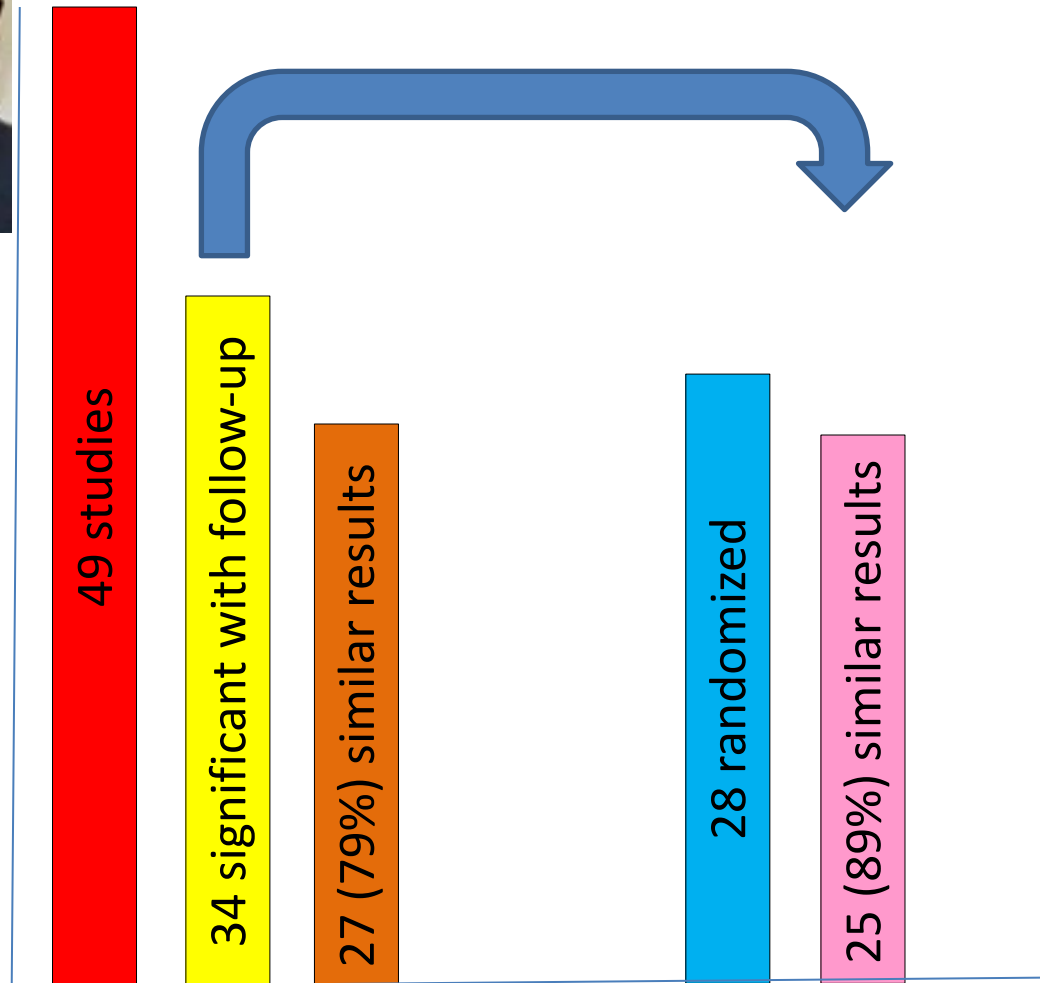 49 studies
34 significant with follow-up
27 (79%) similar results
28 randomized
25 (89%) similar results